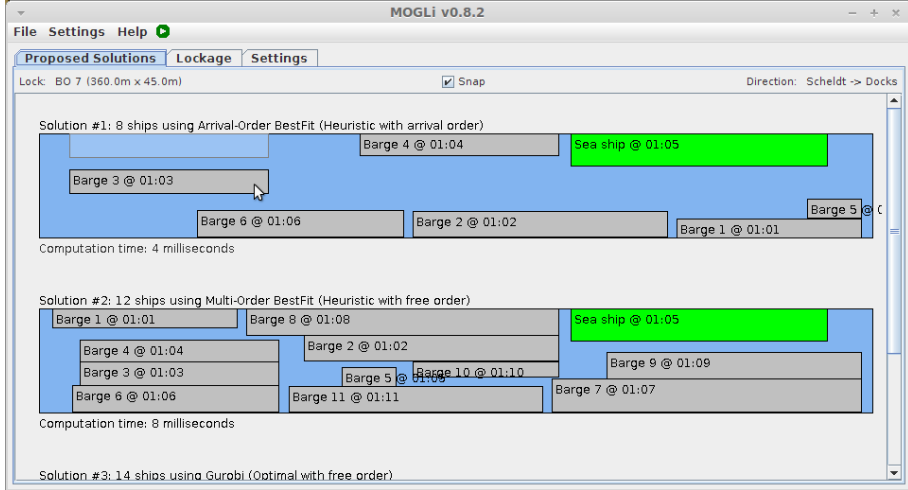 MOGLi v0.8.2
File Settings Help
Proposed Solutions Lockage Settings
Lock: BO 7 (360.0m x 45.0m) Snap Direction: Scheldt -> Docks
Solution #1: 8 ships using Arrival-Order BestFit (Heuristic with arrival order)
Barge 4 @ 01:04 Sea ship @ 01:05
Barge 3 @ 01:03
Barge 5 @ 0
Barge 6 @ 01:06 Barge 2 @ 01:02 Barge 1 @ 01:01
Computation time: 4 milliseconds
Solution #2: 12 ships using Multi-Order BestFit (Heuristic with free order)
Barge 1 @ 01:01 Barge 8 @ 01:08 Sea ship @ 01:05
Barge 4 @ 01:04 Barge 2 @ 01:02
Barge 9 @ 01:09
Barge 3 @ 01:03 Barge 5 @ Barge 10 @ 01:10
Barge 6 @ 01:06 Barge 11 @ 01:11 Barge 7 @ 01:07
Computation time: 8 milliseconds
Solution #3: 14 ships using Gurobi (Optimal with free order)